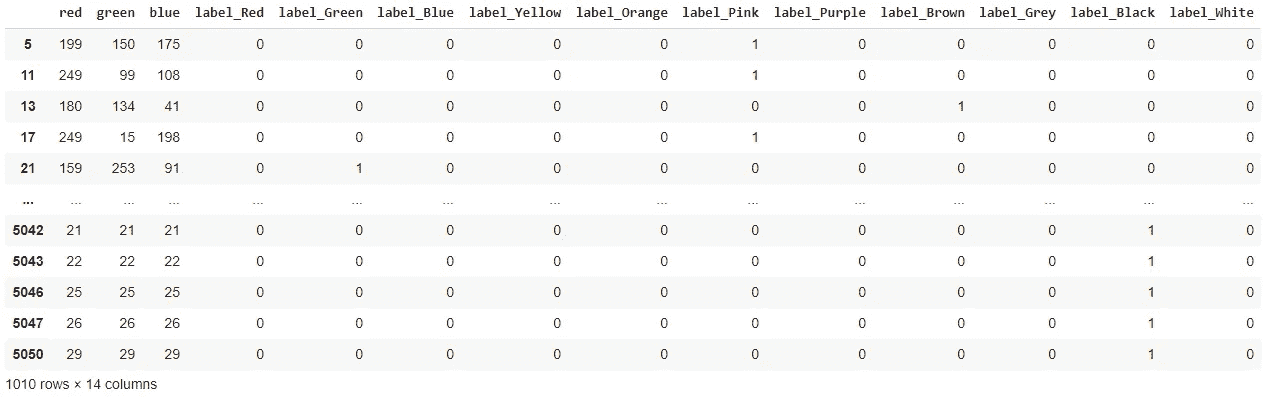 red green blue label_Red label_Green label_Blue label_Yellow label_Orange label_Pink label_Purple label_Brown label_Grey label_Black label_White
5 199 150 175 0 0 0 0 0 1 0 0 0 0 0
11 249 99 108 0 0 0 0 0 1 0 0 0 0 0
13 180 134 41 0 0 0 0 0 0 0 1 0 0 0
17 249 15 198 0 0 0 0 0 1 0 0 0 0 0
21 159 253 91 0 1 0 0 0 0 0 0 0 0 0
... ... ... ... ... ... ... ... ... ... ... ... ... ... ...
5042 21 21 21 0 0 0 0 0 0 0 0 0 1 0
5043 22 22 22 0 0 0 0 0 0 0 0 0 1 0
5046 25 25 25 0 0 0 0 0 0 0 0 0 1 0
5047 26 26 26 0 0 0 0 0 0 0 0 0 1 0
5050 29 29 29 0 0 0 0 0 0 0 0 0 1 0
1010 rows × 14 columns